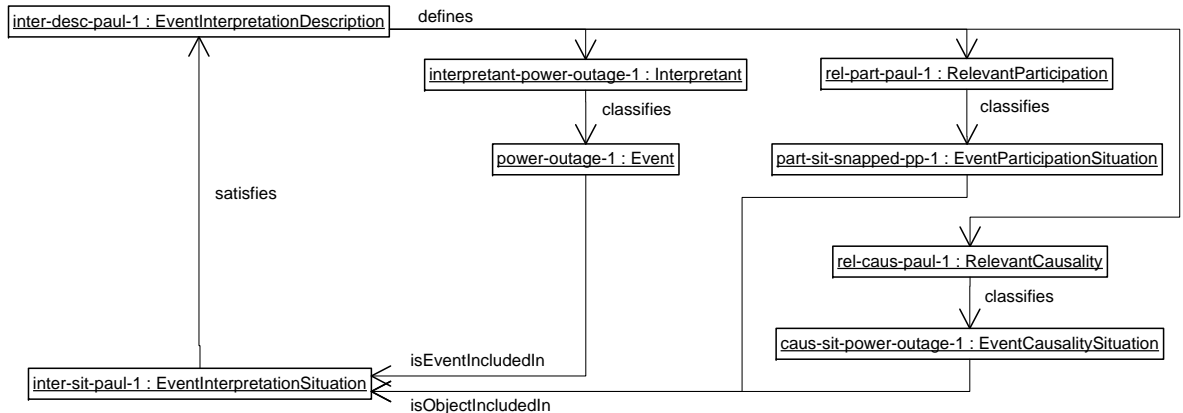 inter-desc-paul-1 : EventInterpretationDescription
defines
interpretant-power-outage-1 : Interpretant
rel-part-paul-1 : RelevantParticipation
classifies
classifies
power-outage-1 : Event
part-sit-snapped-pp-1 : EventParticipationSituation
satisfies
rel-caus-paul-1 : RelevantCausality
classifies
caus-sit-power-outage-1 : EventCausalitySituation
isEventIncludedIn
inter-sit-paul-1 : EventInterpretationSituation
isObjectIncludedIn